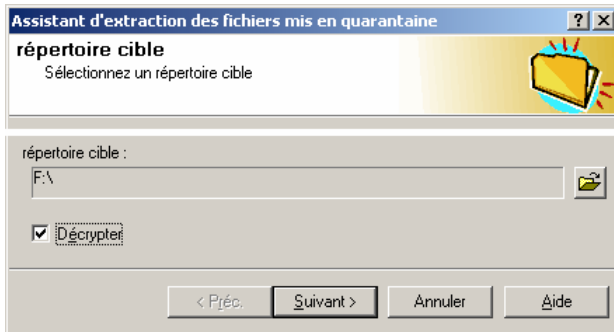 Assistant d'extraction des fichiers mis en quarantaine
répertoire cible
Sélectionnez un répertoire cible
répertoire cible :
F:\
Décrypter
< Préc. Suivant > Annuler Aide